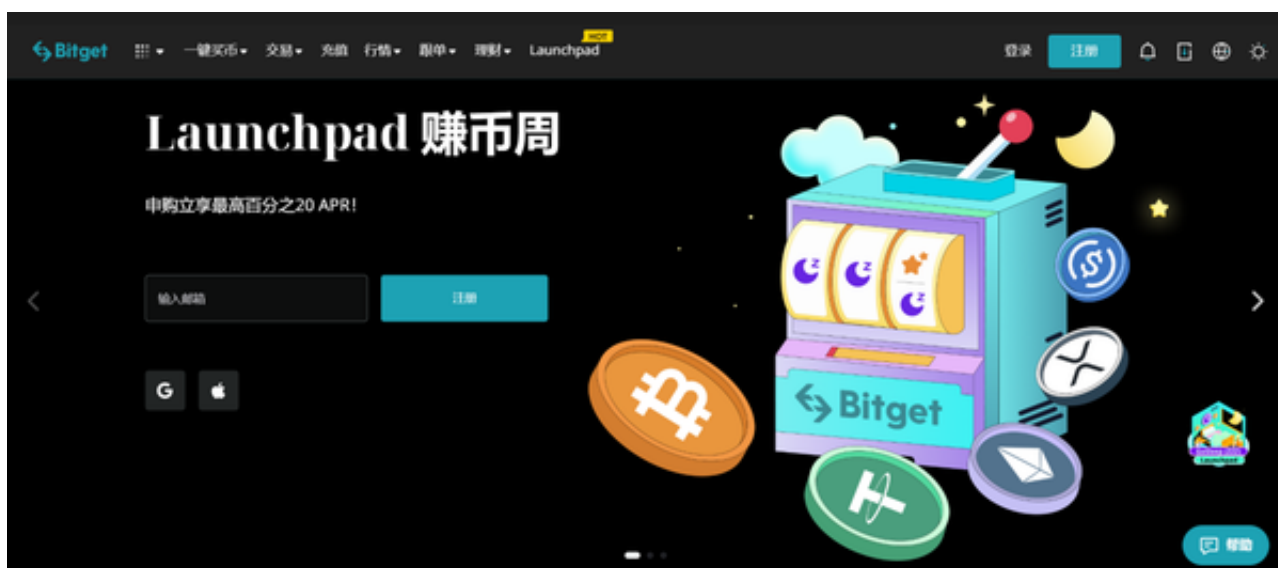 Bitget 一键买币 交易 充值 行情 跟单 理财 Launchpad HOT 登录 注册
Launchpad 赚币周
申购立享最高百分之20 APR!
输入邮箱 注册
G
Z Z Z
Bitget
Launchpad
帮助